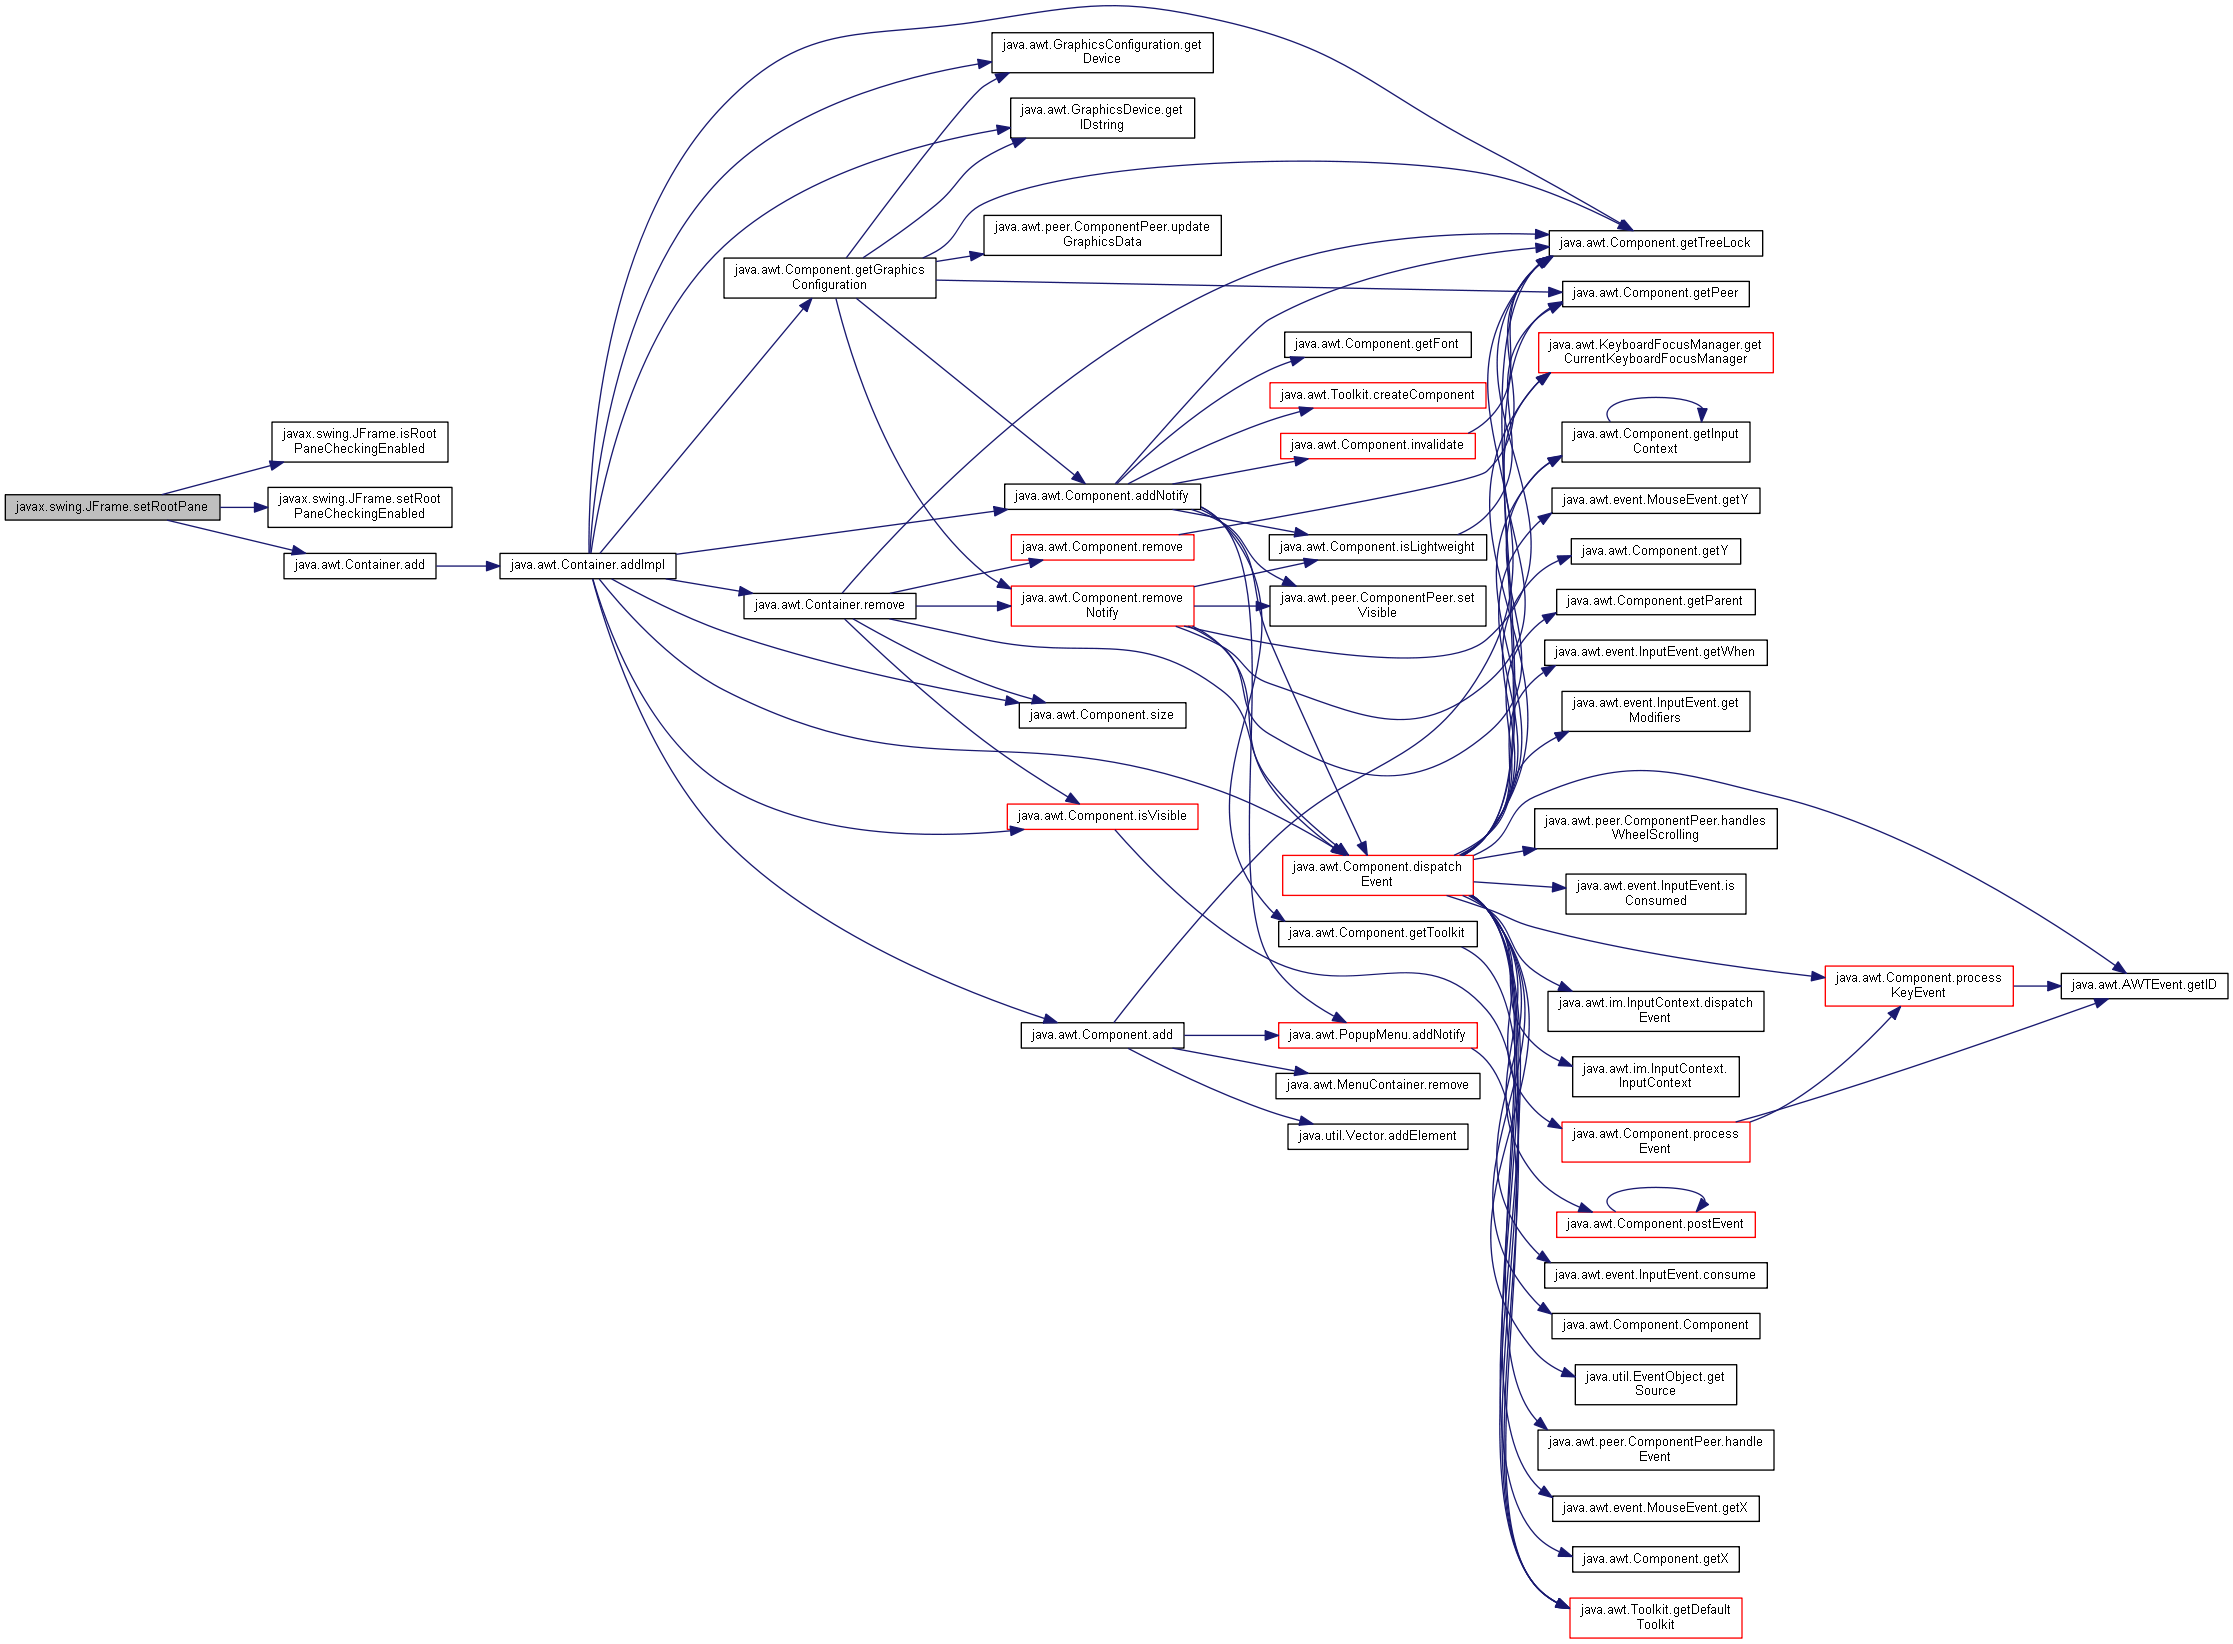 javax.swing.JFrame.setRootPane
javax.swing.JFrame.isRoot
PaneCheckingEnabled
javax.swing.JFrame.setRoot
PaneCheckingEnabled
java.awt.Container.add
java.awt.Container.addImpl
java.awt.Component.getGraphics
Configuration
java.awt.Container.remove
java.awt.GraphicsConfiguration.get
Device
java.awt.GraphicsDevice.get
IDstring
java.awt.peer.ComponentPeer.update
GraphicsData
java.awt.Component.addNotify
java.awt.Component.remove
java.awt.Component.remove
Notify
java.awt.Component.size
java.awt.Component.isVisible
java.awt.Component.add
java.awt.Component.getFont
java.awt.Toolkit.createComponent
java.awt.Component.invalidate
java.awt.Component.isLightweight
java.awt.peer.ComponentPeer.set
Visible
java.awt.Component.dispatch
Event
java.awt.Component.getToolkit
java.awt.PopupMenu.addNotify
java.awt.MenuContainer.remove
java.util.Vector.addElement
java.awt.Component.getTreeLock
java.awt.Component.getPeer
java.awt.KeyboardFocusManager.get
CurrentKeyboardFocusManager
java.awt.Component.getInput
Context
java.awt.event.MouseEvent.getY
java.awt.Component.getY
java.awt.Component.getParent
java.awt.event.InputEvent.getWhen
java.awt.event.InputEvent.get
Modifiers
java.awt.peer.ComponentPeer.handles
WheelScrolling
java.awt.event.InputEvent.is
Consumed
java.awt.im.InputContext.dispatch
Event
java.awt.im.InputContext.
InputContext
java.awt.Component.process
Event
java.awt.Component.postEvent
java.awt.event.InputEvent.consume
java.awt.Component.Component
java.util.EventObject.get
Source
java.awt.peer.ComponentPeer.handle
Event
java.awt.event.MouseEvent.getX
java.awt.Component.getX
java.awt.Toolkit.getDefault
Toolkit
java.awt.Component.process
KeyEvent
java.awt.AWTEvent.getID